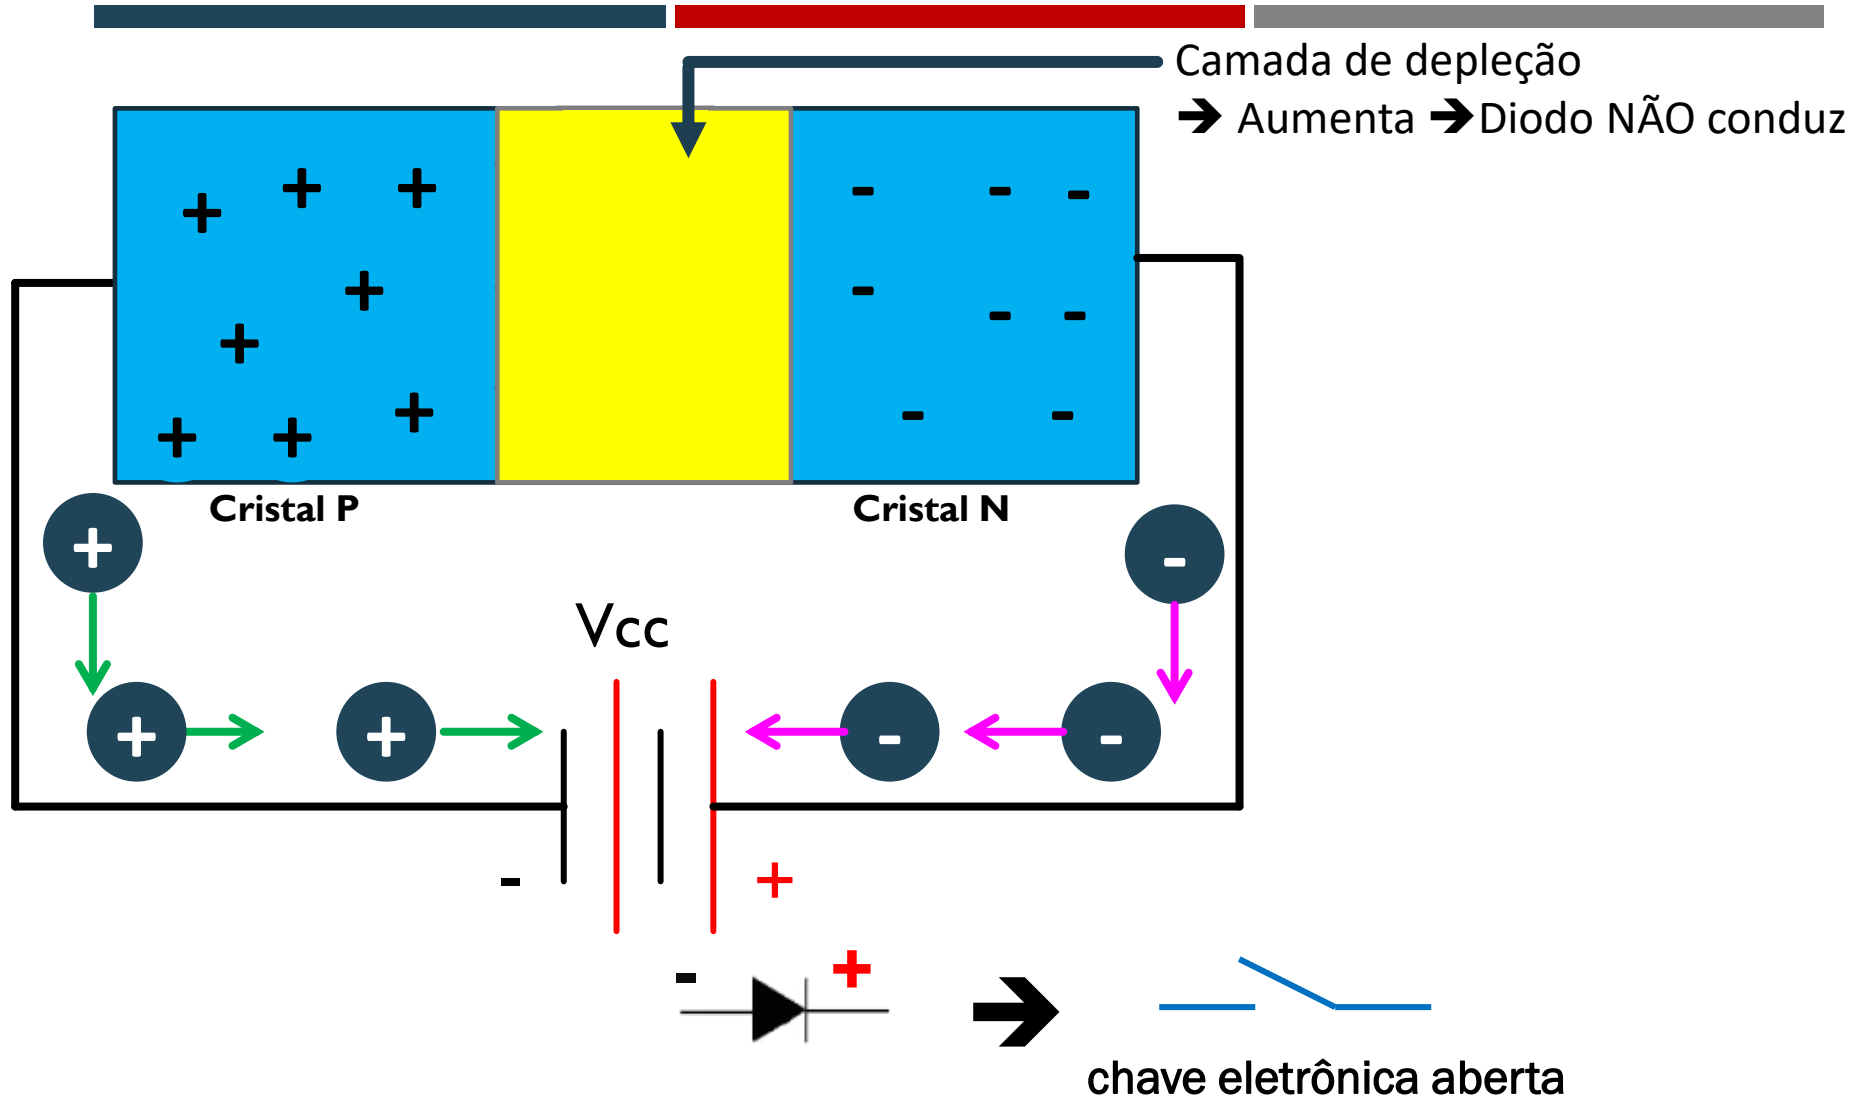 Camada de depleção
➔ Aumenta ➔Diodo NÃO conduz
+ + +
- - -
+
-
- -
+
+
- -
+ +
Cristal P
Cristal N
+
-
Vcc
+ +
- -
- +
- +
chave eletrônica aberta